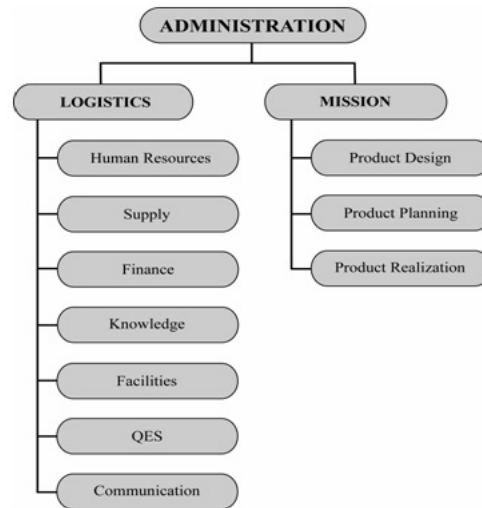 ADMINISTRATION
LOGISTICS
Human Resources
Supply
Finance
Knowledge
Facilities
QES
Communication
MISSION
Product Design
Product Planning
Product Realization